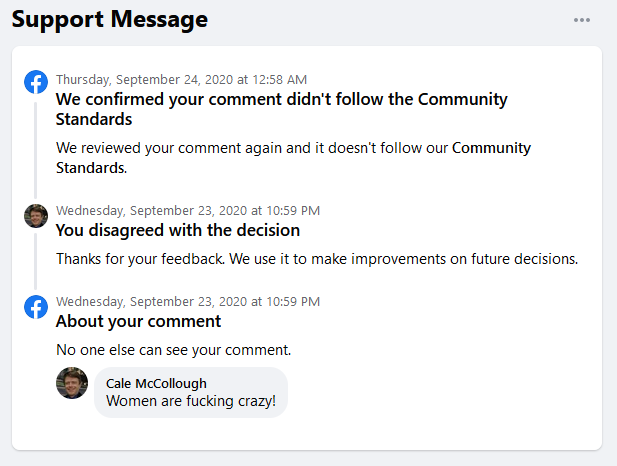 Support Message
Thursday, September 24, 2020 at 12:58 AM
We confirmed your comment didn't follow the Community
Standards
We reviewed your comment again and it doesn't follow our Community
Standards.
Wednesday, September 23, 2020 at 10:59 PM
You disagreed with the decision
Thanks for your feedback. We use it to make improvements on future decisions.
Wednesday, September 23, 2020 at 10:59 PM
About your comment
No one else can see your comment.
Cale McCollough
Women are fucking crazy!